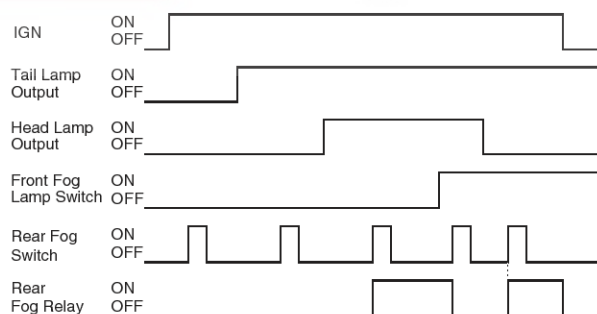 IGN ON
OFF
Tail Lamp ON
Output OFF
Head Lamp ON
Output OFF
Front Fog ON
Lamp Switch OFF
Rear Fog ON
Switch OFF
Rear ON
Fog Relay OFF